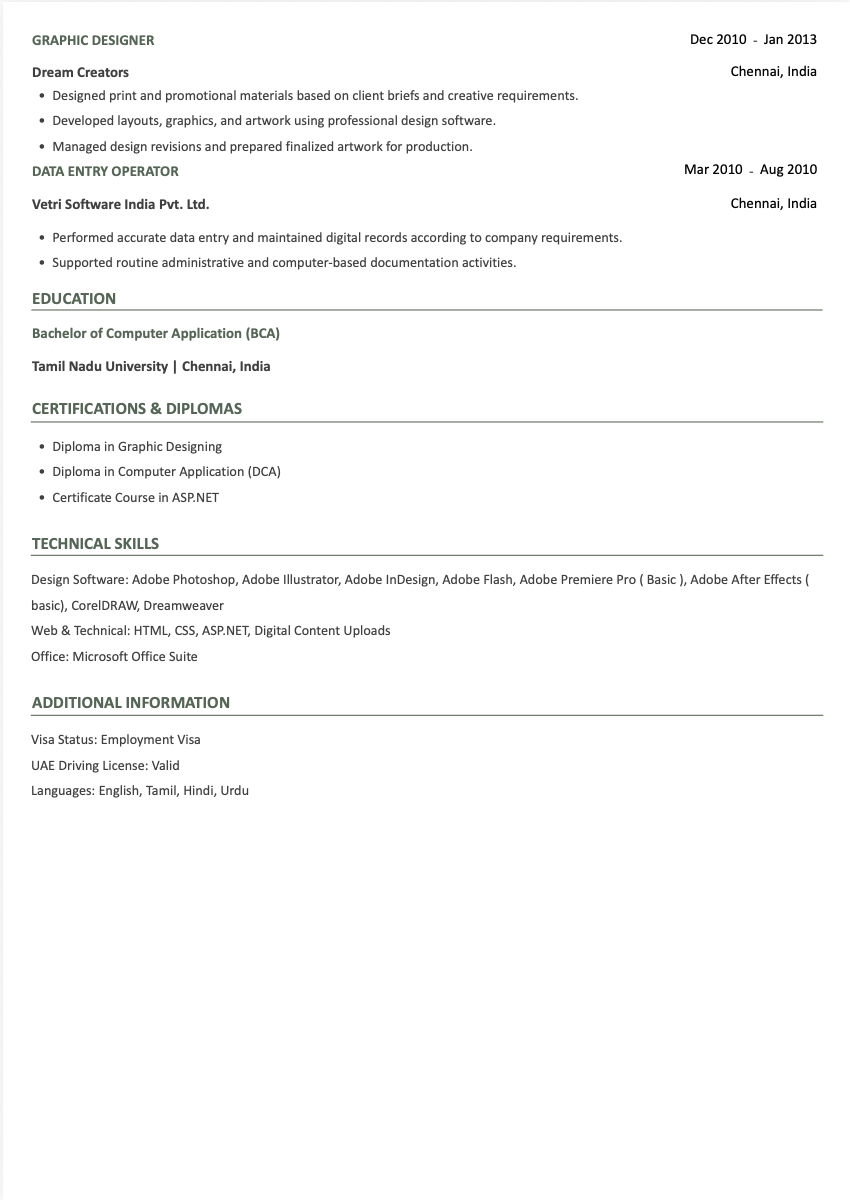 GRAPHIC DESIGNER Dec 2010 - Jan 2013
Dream Creators Chennai, India
• Designed print and promotional materials based on client briefs and creative requirements.
• Developed layouts, graphics, and artwork using professional design software.
• Managed design revisions and prepared finalized artwork for production.
DATA ENTRY OPERATOR Mar 2010 - Aug 2010
Vetri Software India Pvt. Ltd. Chennai, India
• Performed accurate data entry and maintained digital records according to company requirements.
• Supported routine administrative and computer-based documentation activities.
EDUCATION
Bachelor of Computer Application (BCA)
Tamil Nadu University | Chennai, India
CERTIFICATIONS & DIPLOMAS
• Diploma in Graphic Designing
• Diploma in Computer Application (DCA)
• Certificate Course in ASP.NET
TECHNICAL SKILLS
Design Software: Adobe Photoshop, Adobe Illustrator, Adobe InDesign, Adobe Flash, Adobe Premiere Pro ( Basic ), Adobe After Effects (
basic), CorelDRAW, Dreamweaver
Web & Technical: HTML, CSS, ASP.NET, Digital Content Uploads
Office: Microsoft Office Suite
ADDITIONAL INFORMATION
Visa Status: Employment Visa
UAE Driving License: Valid
Languages: English, Tamil, Hindi, Urdu